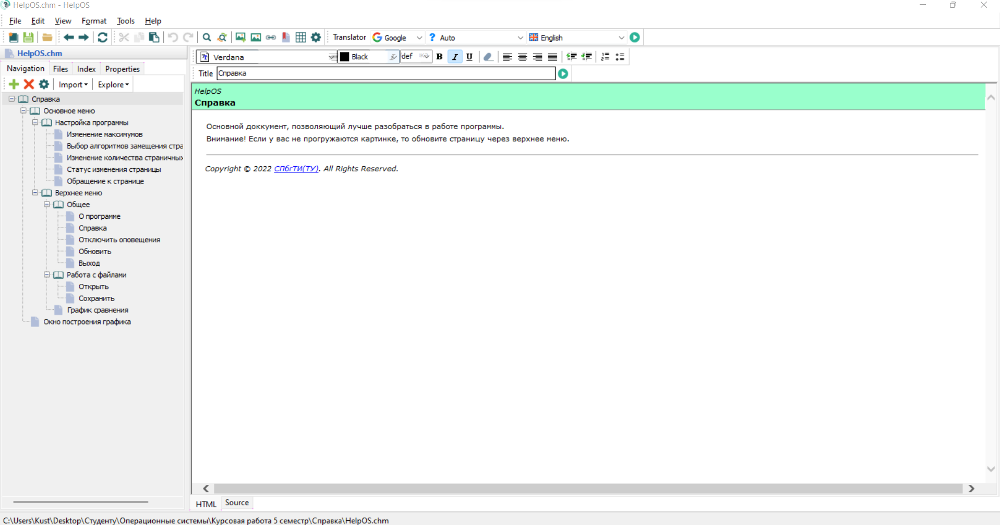 HelpOS.chm - HelpOS
File Edit View Format Tools Help
Translator Google Auto English
HelpOS.chm
Verdana Black def B I U
Navigation Files Index Properties
Title Справка
Import Explore
Справка
Основное меню
Настройка программы
Изменение максимумов
Выбор алгоритмов замещения стра
Изменение количества страничных
Статус изменения страницы
Обращение к странице
Верхнее меню
Общее
О программе
Справка
Отключить оповещения
Обновить
Выход
Работа с файлами
Открыть
Сохранить
График сравнения
Окно построения графика
HelpOS
Справка
Основной доккумент, позволяющий лучше разобраться в работе программы.
Внимание! Если у вас не прогружаются картинке, то обновите страницу через верхнее меню.
Copyright © 2022 СПбгТИ(ТУ). All Rights Reserved.
HTML Source
C:\Users\Kust\Desktop\Студенту\Операционные системы\Курсовая работа 5 семестр\Справка\HelpOS.chm